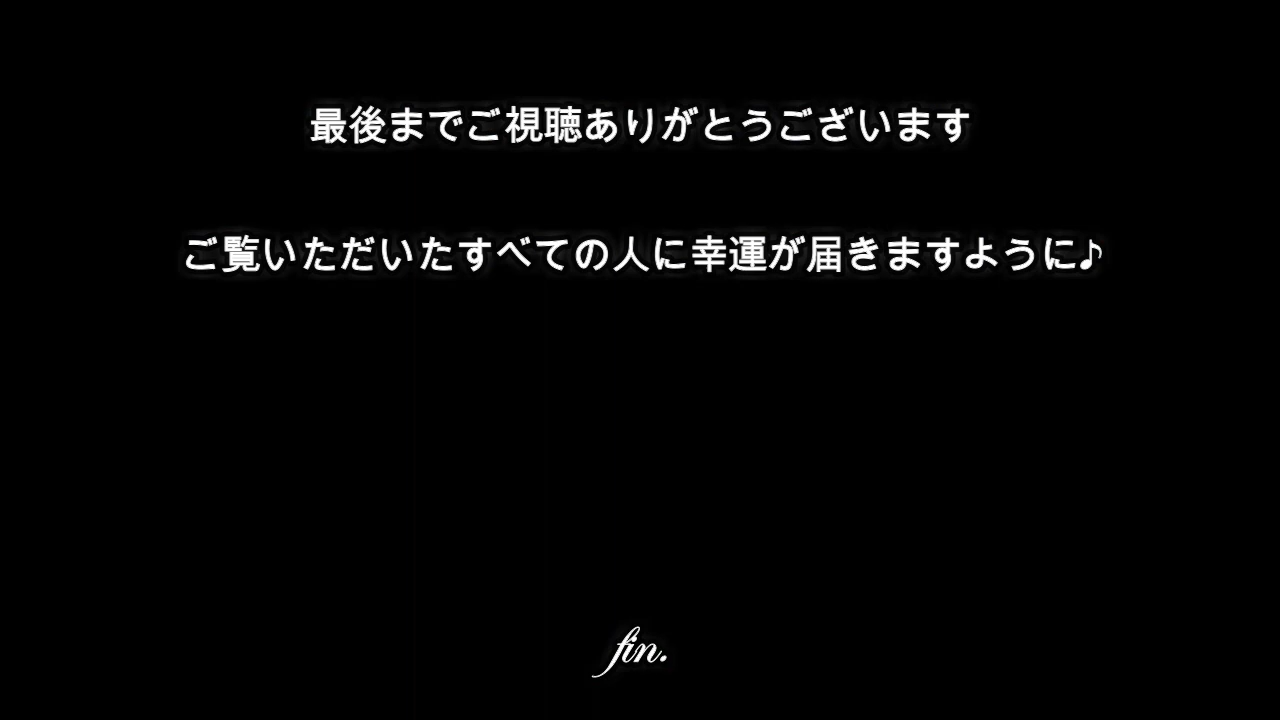 最後までご視聴ありがとうございます
ご覧いただいたすべての人に幸運が届きますように♪
fin.